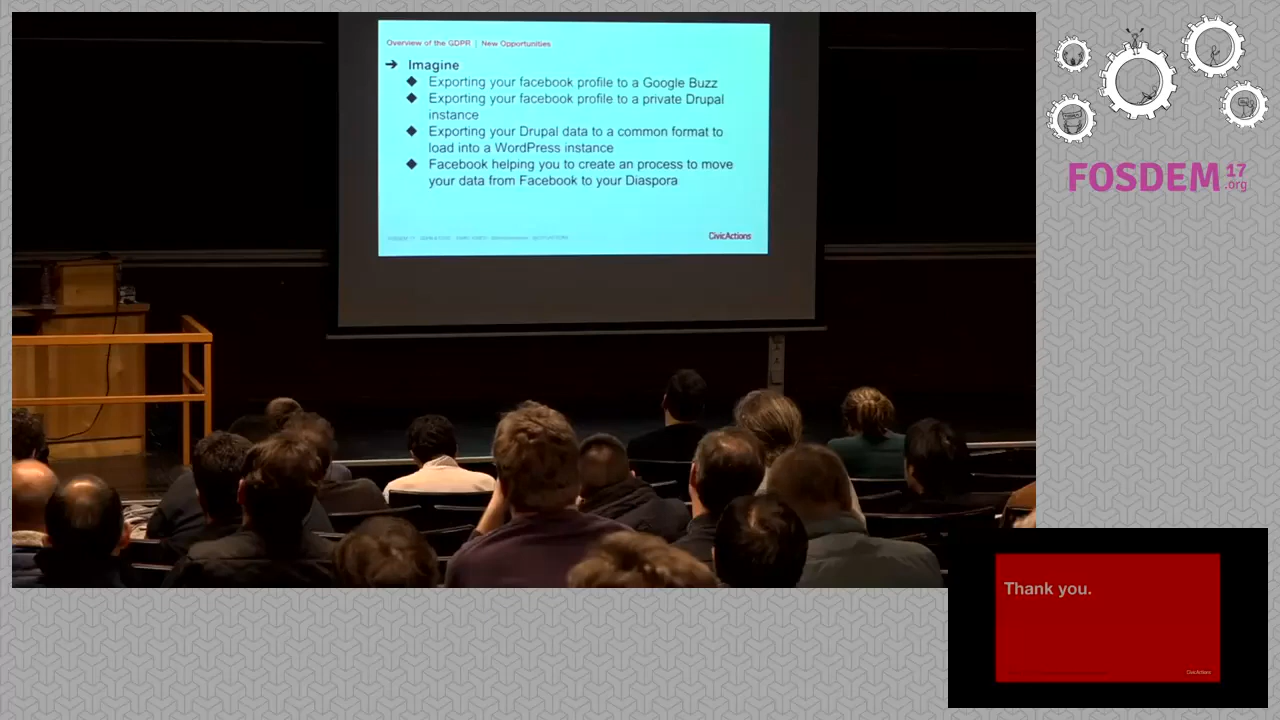 Overview of the GDPR | New Opportunities
➔ Imagine
◆ Exporting your facebook profile to a Google Buzz
◆ Exporting your facebook profile to a private Drupal
instance
◆ Exporting your Drupal data to a common format to
load into a WordPress instance
◆ Facebook helping you to create an process to move
your data from Facebook to your Diaspora
CivicActions
FOSDEM 17
.org
Thank you.
CivicActions